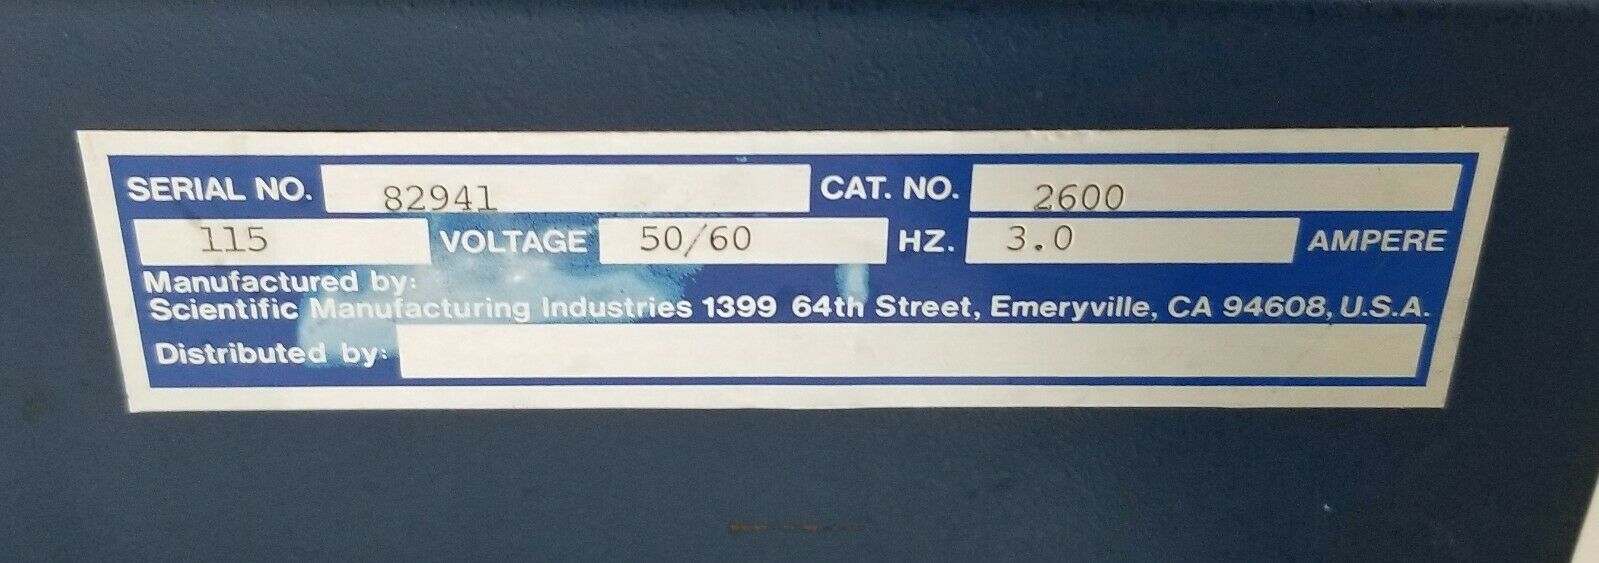 SERIAL NO. 82941 CAT. NO. 2600
115 VOLTAGE 50/60 HZ. 3.0 AMPERE
Manufactured by:
Scientific Manufacturing Industries 1399 64th Street, Emeryville, CA 94608, U.S.A.
Distributed by: